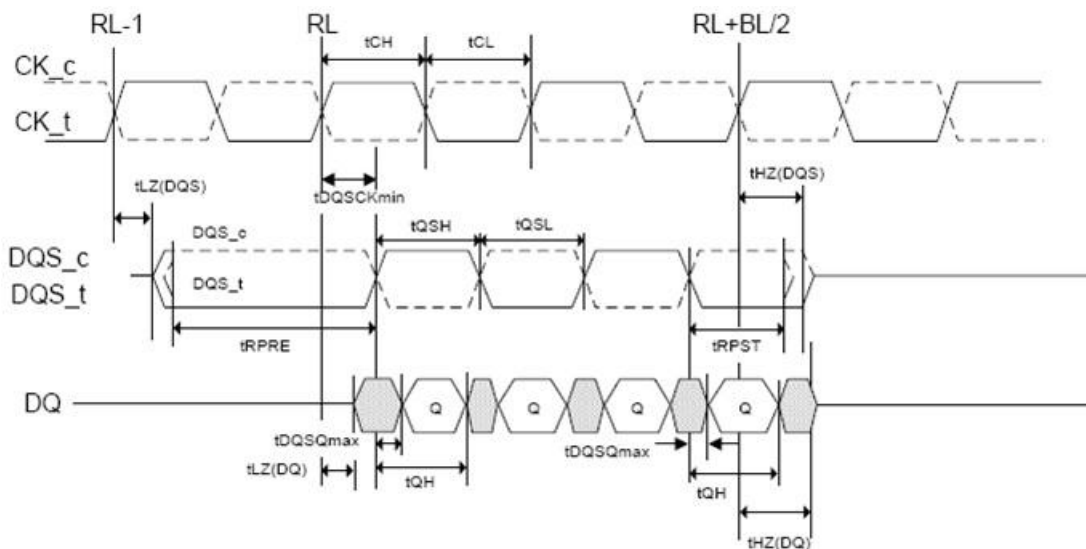 RL-1 RL RL+BL/2
tCH tCL
CK_c
CK_t
tHZ(DQS)
tLZ(DQS)
tDQSCKmin
DQS_c tQSH tQSL
DQS_c
DQS_t
DQS_t
tRPRE tRPST
DQ Q Q Q Q
tDQSQmax tDQSQmax
tLZ(DQ)
tQH tQH
tHZ(DQ)